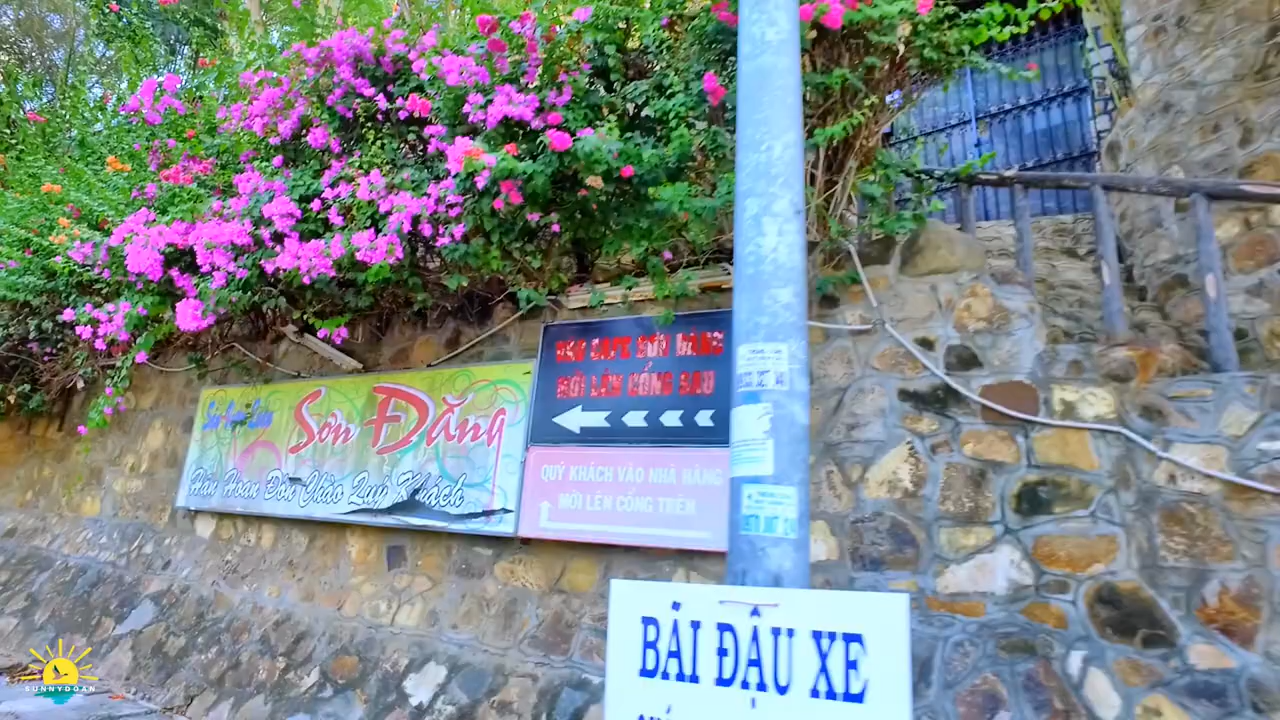 Sơn Đăng
Hân Hoan Đón Chào Quý Khách
MỜI LÊN CỔNG SAU
QUÝ KHÁCH VÀO NHÀ HÀNG
MỜI LÊN CỔNG TRÊN
BÃI ĐẬU XE
SUNNYDOAN